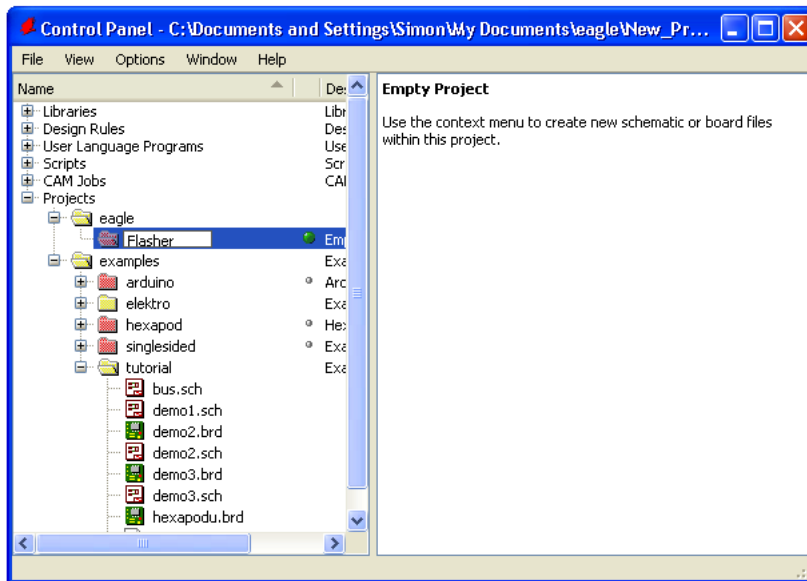 Control Panel - C:\Documents and Settings\Simon\My Documents\eagle\New_Pr...
File View Options Window Help
Name Des
Libraries Libr
Design Rules Des
User Language Programs Use
Scripts Scr
CAM Jobs CAI
Projects
eagle
Flasher Emp
examples Exa
arduino Arc
elektro Exa
hexapod Hex
singlesided Exa
tutorial Exa
bus.sch
demo1.sch
demo2.brd
demo2.sch
demo3.brd
demo3.sch
hexapodu.brd
Empty Project
Use the context menu to create new schematic or board files
within this project.